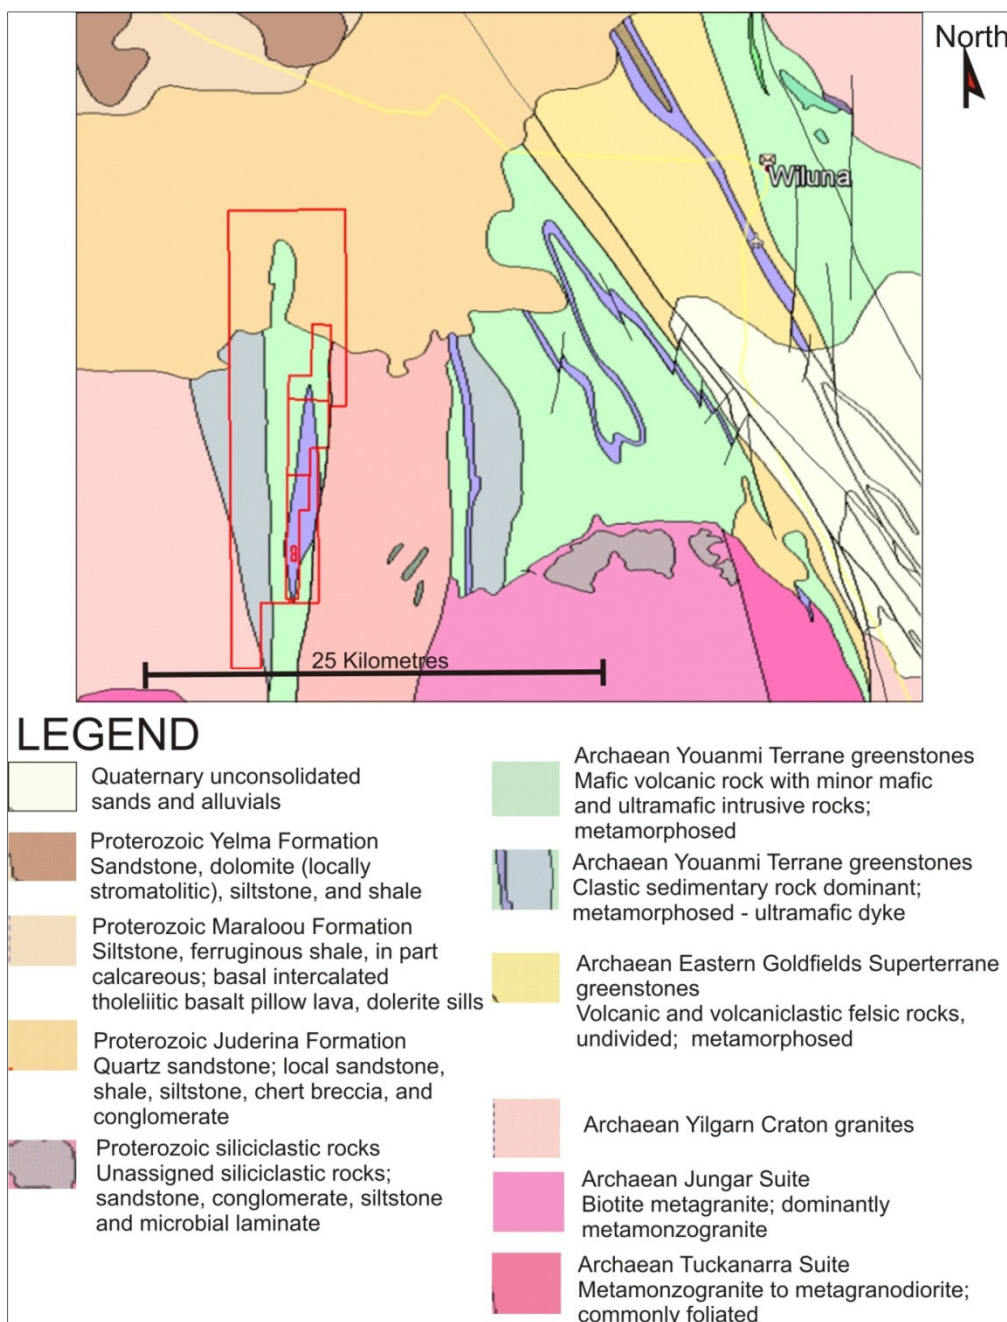 North
Wiluna
8
25 Kilometres
LEGEND
Quaternary unconsolidated
sands and alluvials
Proterozoic Yelma Formation
Sandstone, dolomite (locally
stromatolitic), siltstone, and shale
Proterozoic Maraloou Formation
Siltstone, ferruginous shale, in part
calcareous; basal intercalated
tholeliitic basalt pillow lava, dolerite sills
Proterozoic Juderina Formation
Quartz sandstone; local sandstone,
shale, siltstone, chert breccia, and
conglomerate
Proterozoic siliciclastic rocks
Unassigned siliciclastic rocks;
sandstone, conglomerate, siltstone
and microbial laminate
Archaean Youanmi Terrane greenstones
Mafic volcanic rock with minor mafic
and ultramafic intrusive rocks;
metamorphosed
Archaean Youanmi Terrane greenstones
Clastic sedimentary rock dominant;
metamorphosed - ultramafic dyke
Archaean Eastern Goldfields Superterrane
greenstones
Volcanic and volcaniclastic felsic rocks,
undivided; metamorphosed
Archaean Yilgarn Craton granites
Archaean Jungar Suite
Biotite metagranite; dominantly
metamonzogranite
Archaean Tuckanarra Suite
Metamonzogranite to metagranodiorite;
commonly foliated